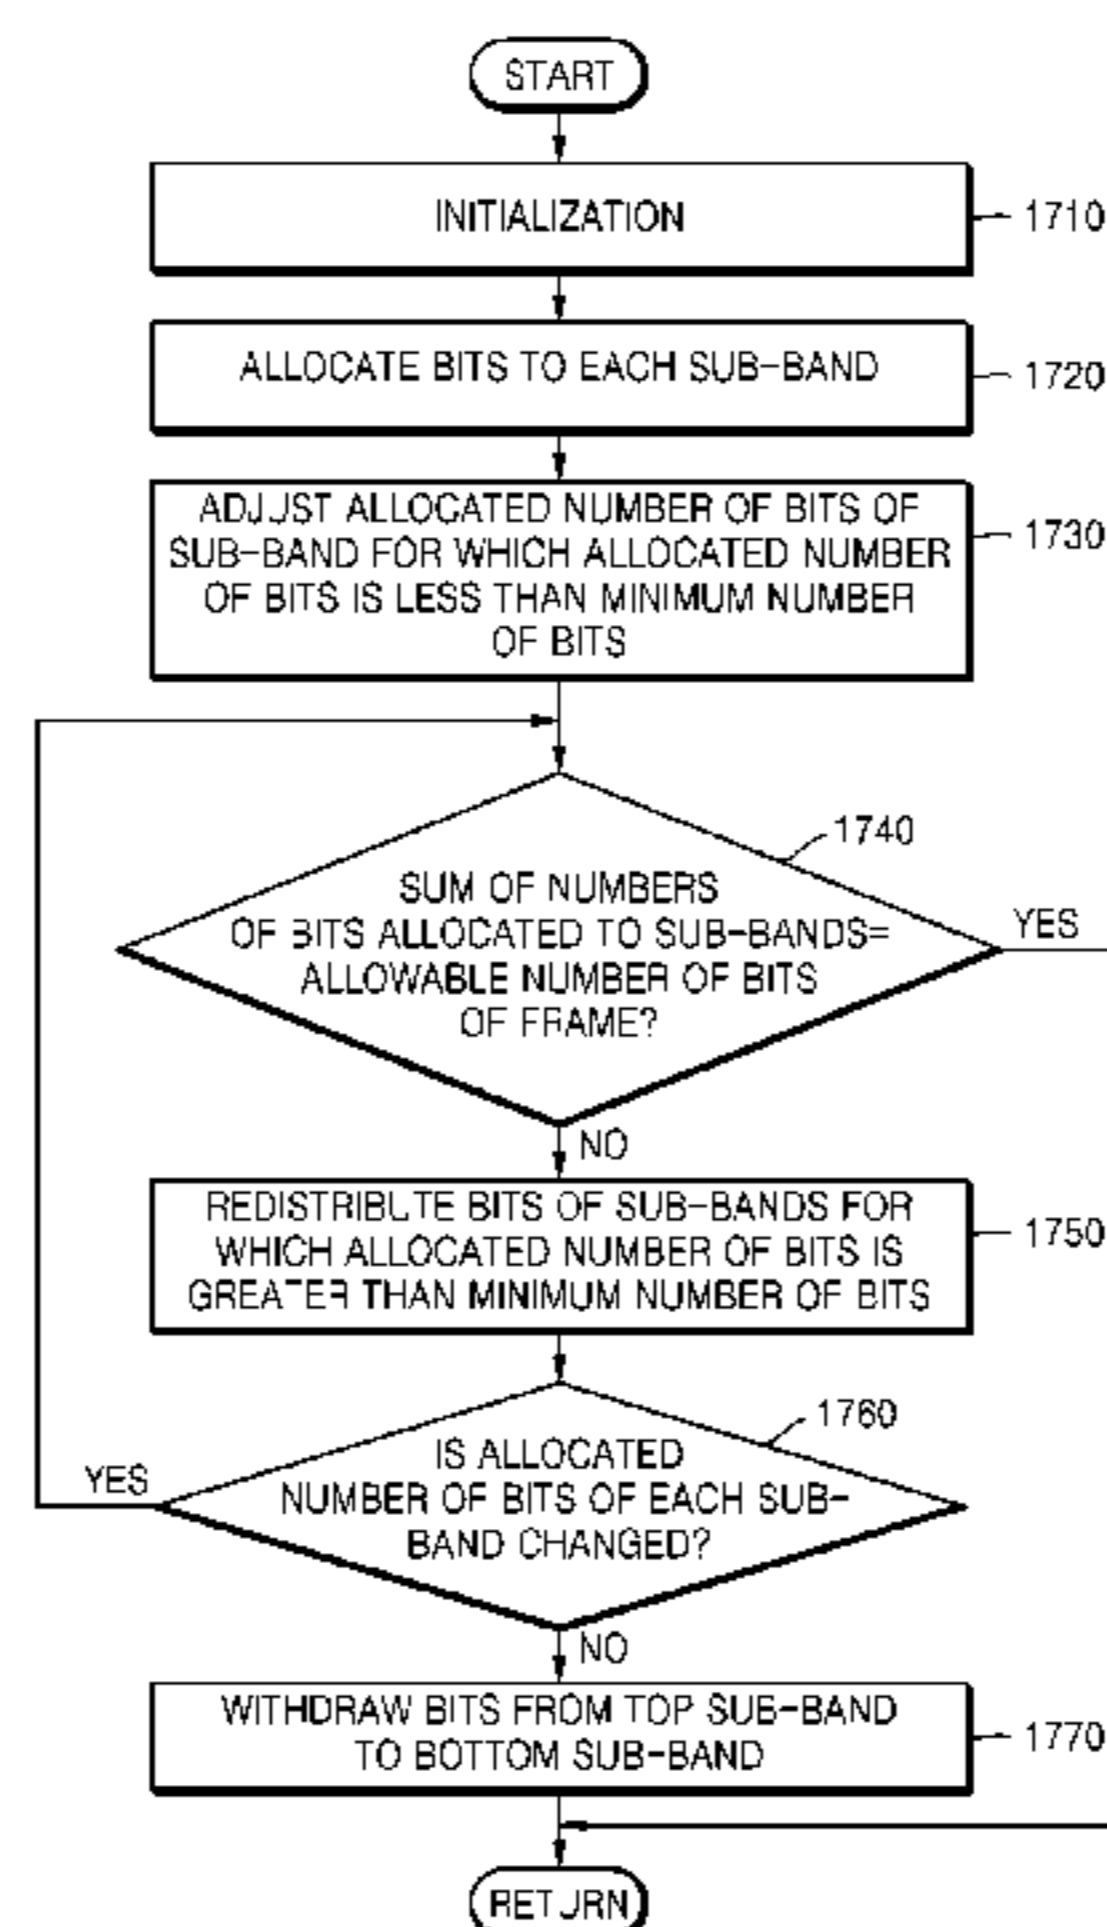 START
INITIALIZATION
1710
ALLOCATE BITS TO EACH SUB-BAND
1720
ADJUST ALLOCATED NUMBER OF BITS OF
SUB-BAND FOR WHICH ALLOCATED NUMBER
OF BITS IS LESS THAN MINIMUM NUMBER
OF BITS
1730
1740
SUM OF NUMBERS
OF BITS ALLOCATED TO SUB-BANDS=
ALLOWABLE NUMBER OF BITS
OF FRAME?
YES
NO
REDISTRIBUTE BITS OF SUB-BANDS FOR
WHICH ALLOCATED NUMBER OF BITS IS
GREATER THAN MINIMUM NUMBER OF BITS
1750
1760
IS ALLOCATED
NUMBER OF BITS OF EACH SUB-
BAND CHANGED?
YES
NO
WITHDRAW BITS FROM TOP SUB-BAND
TO BOTTOM SUB-BAND
1770
RETURN